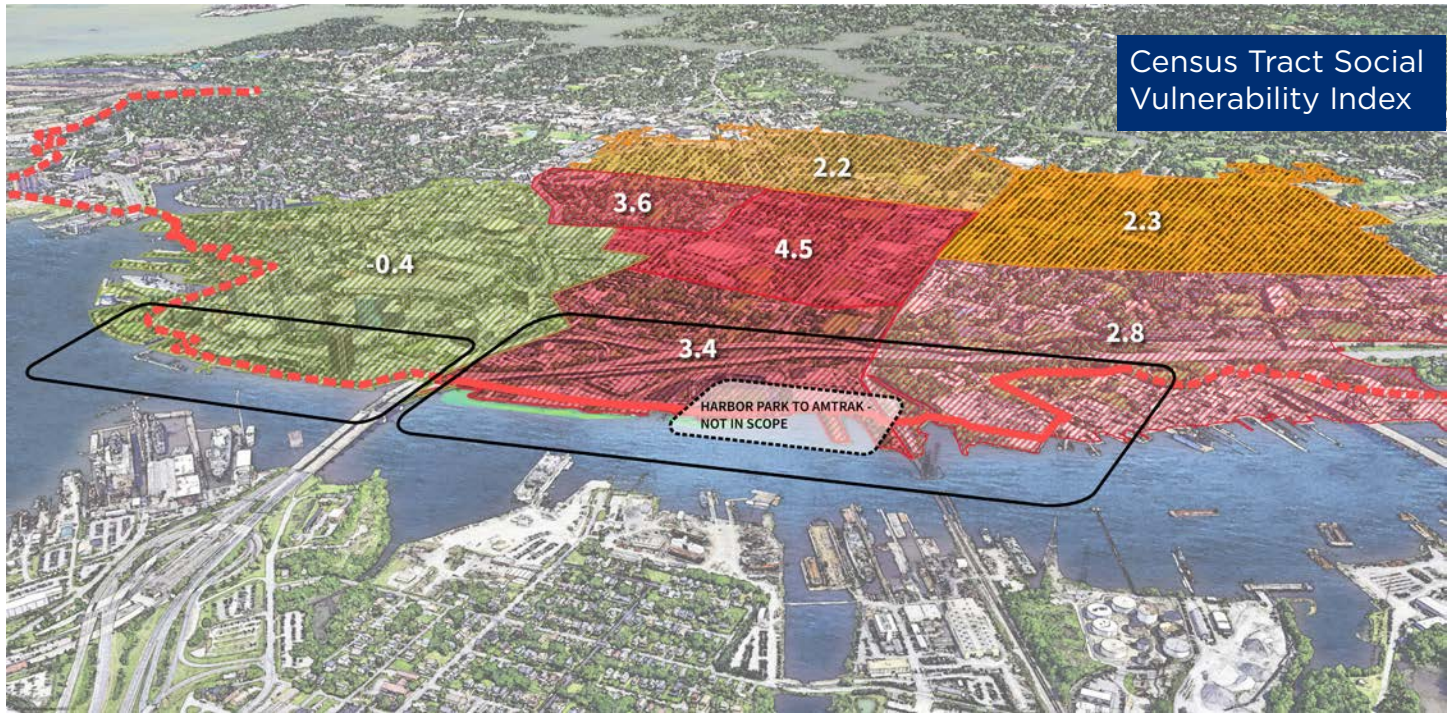 Census Tract Social
Vulnerability Index
2.2
3.6
2.3
4.5
-0.4
2.8
3.4
HARBOR PARK TO AMTRAK -
NOT IN SCOPE